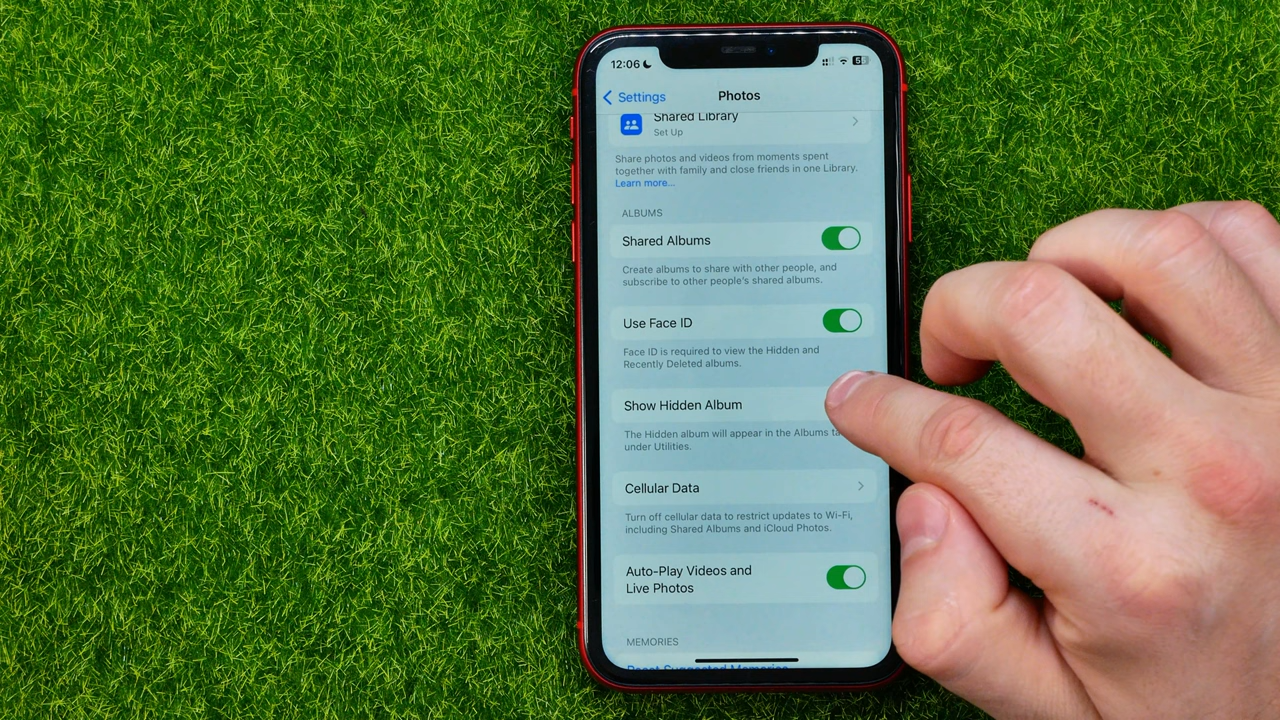 12:06
Settings
Photos
Shared Library
Set Up
Share photos and videos from moments spent
together with family and close friends in one Library.
Learn more...
ALBUMS
Shared Albums
Create albums to share with other people, and
subscribe to other people's shared albums.
Use Face ID
Face ID is required to view the Hidden and
Recently Deleted albums.
Show Hidden Album
The Hidden album will appear in the Albums ta
under Utilities.
Cellular Data
Turn off cellular data to restrict updates to Wi-Fi,
including Shared Albums and iCloud Photos.
Auto-Play Videos and
Live Photos
MEMORIES
Reset Suggested Memories